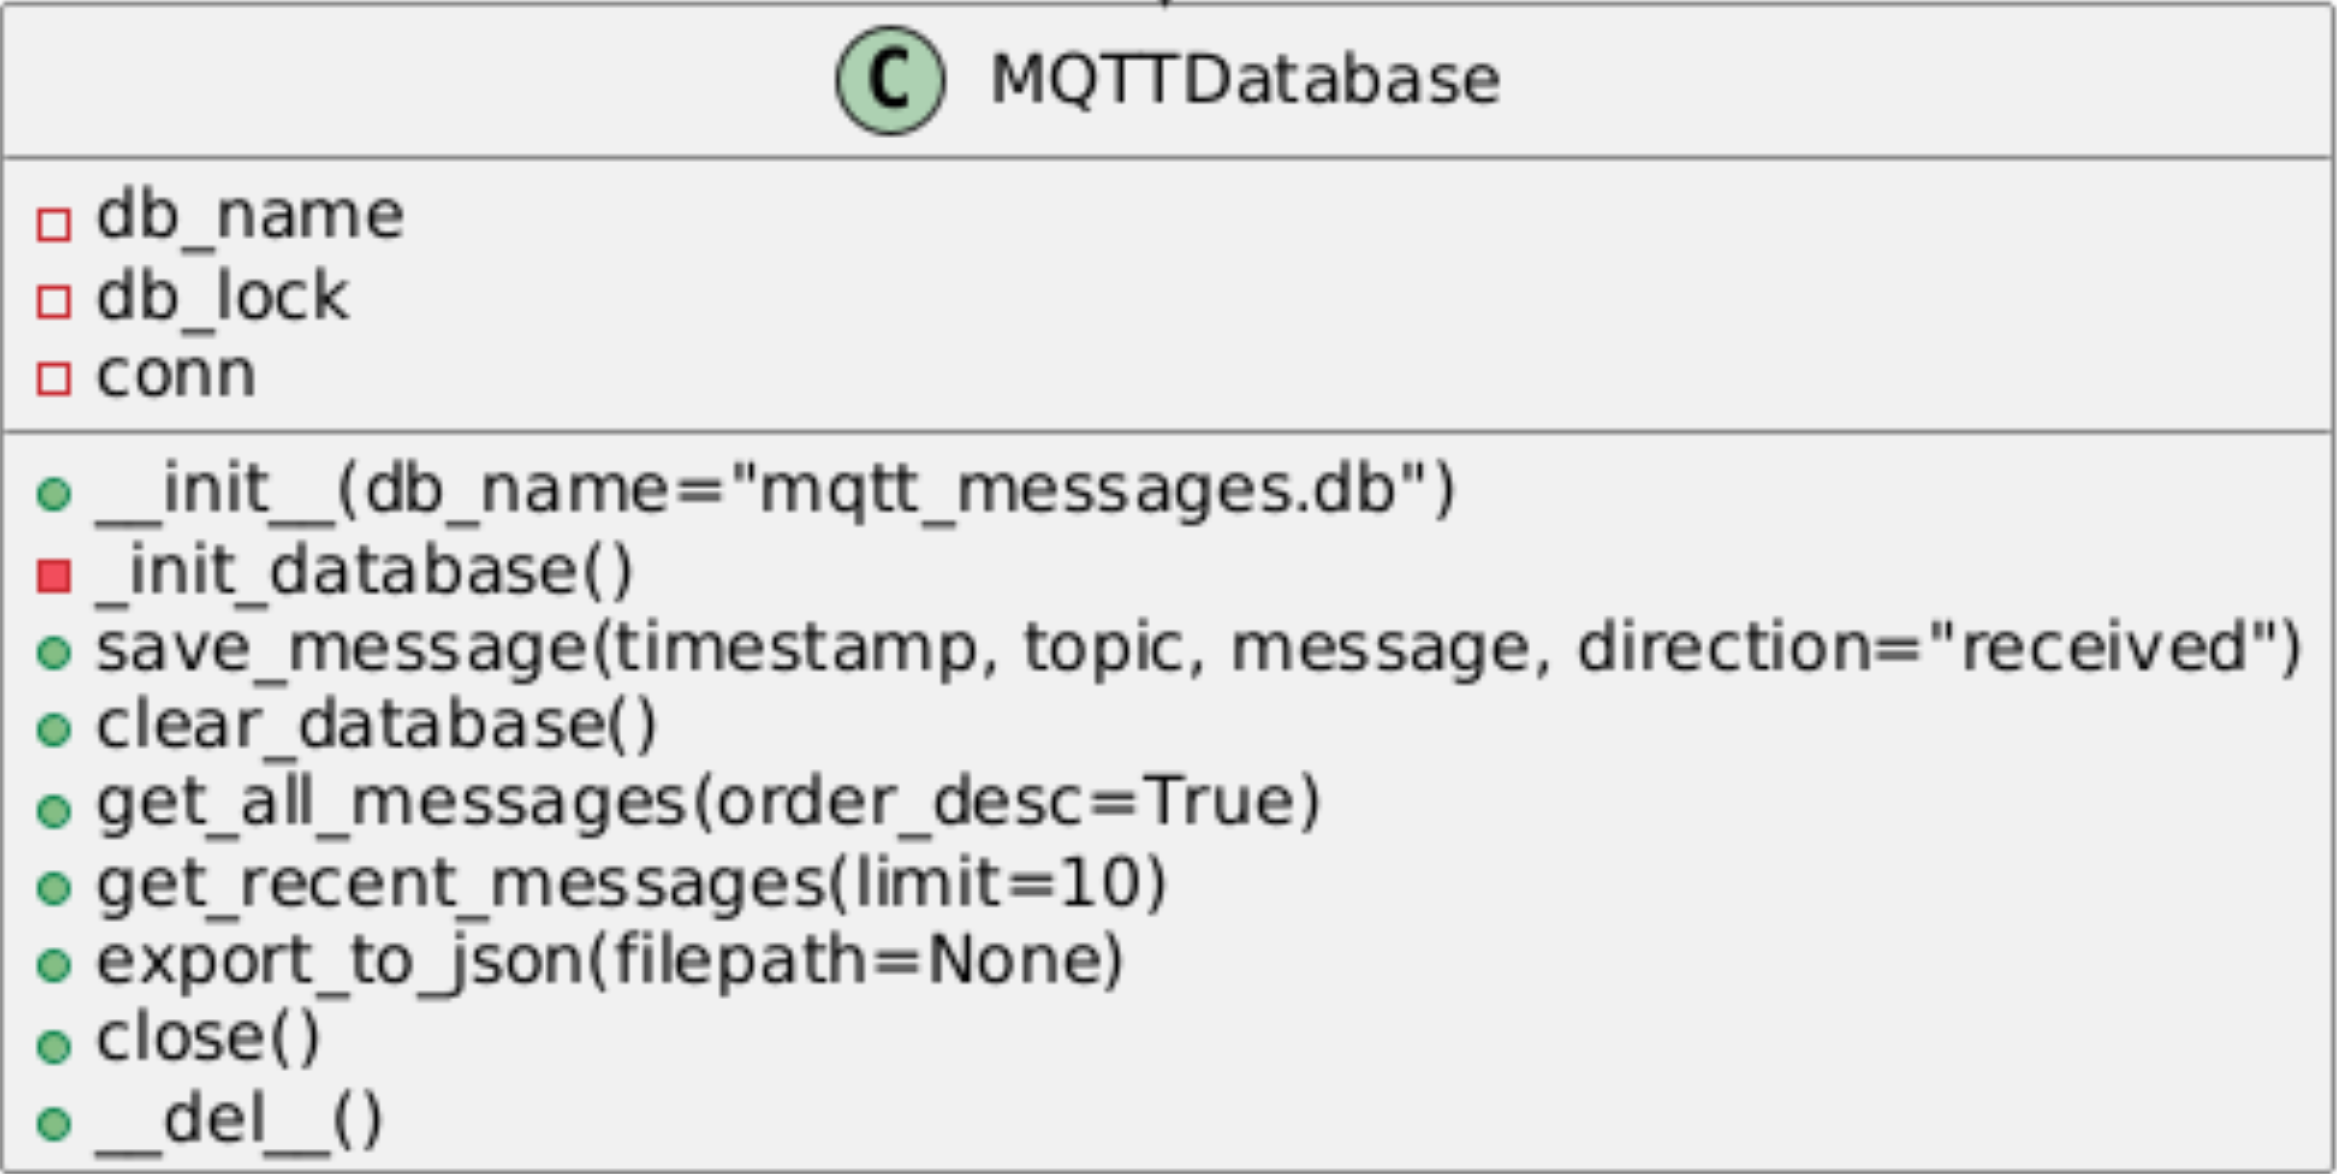 C MQTTDatabase
db_name
db_lock
conn
__init__(db_name="mqtt_messages.db")
_init_database()
save_message(timestamp, topic, message, direction="received")
clear_database()
get_all_messages(order_desc=True)
get_recent_messages(limit=10)
export_to_json(filepath=None)
close()
__del__()